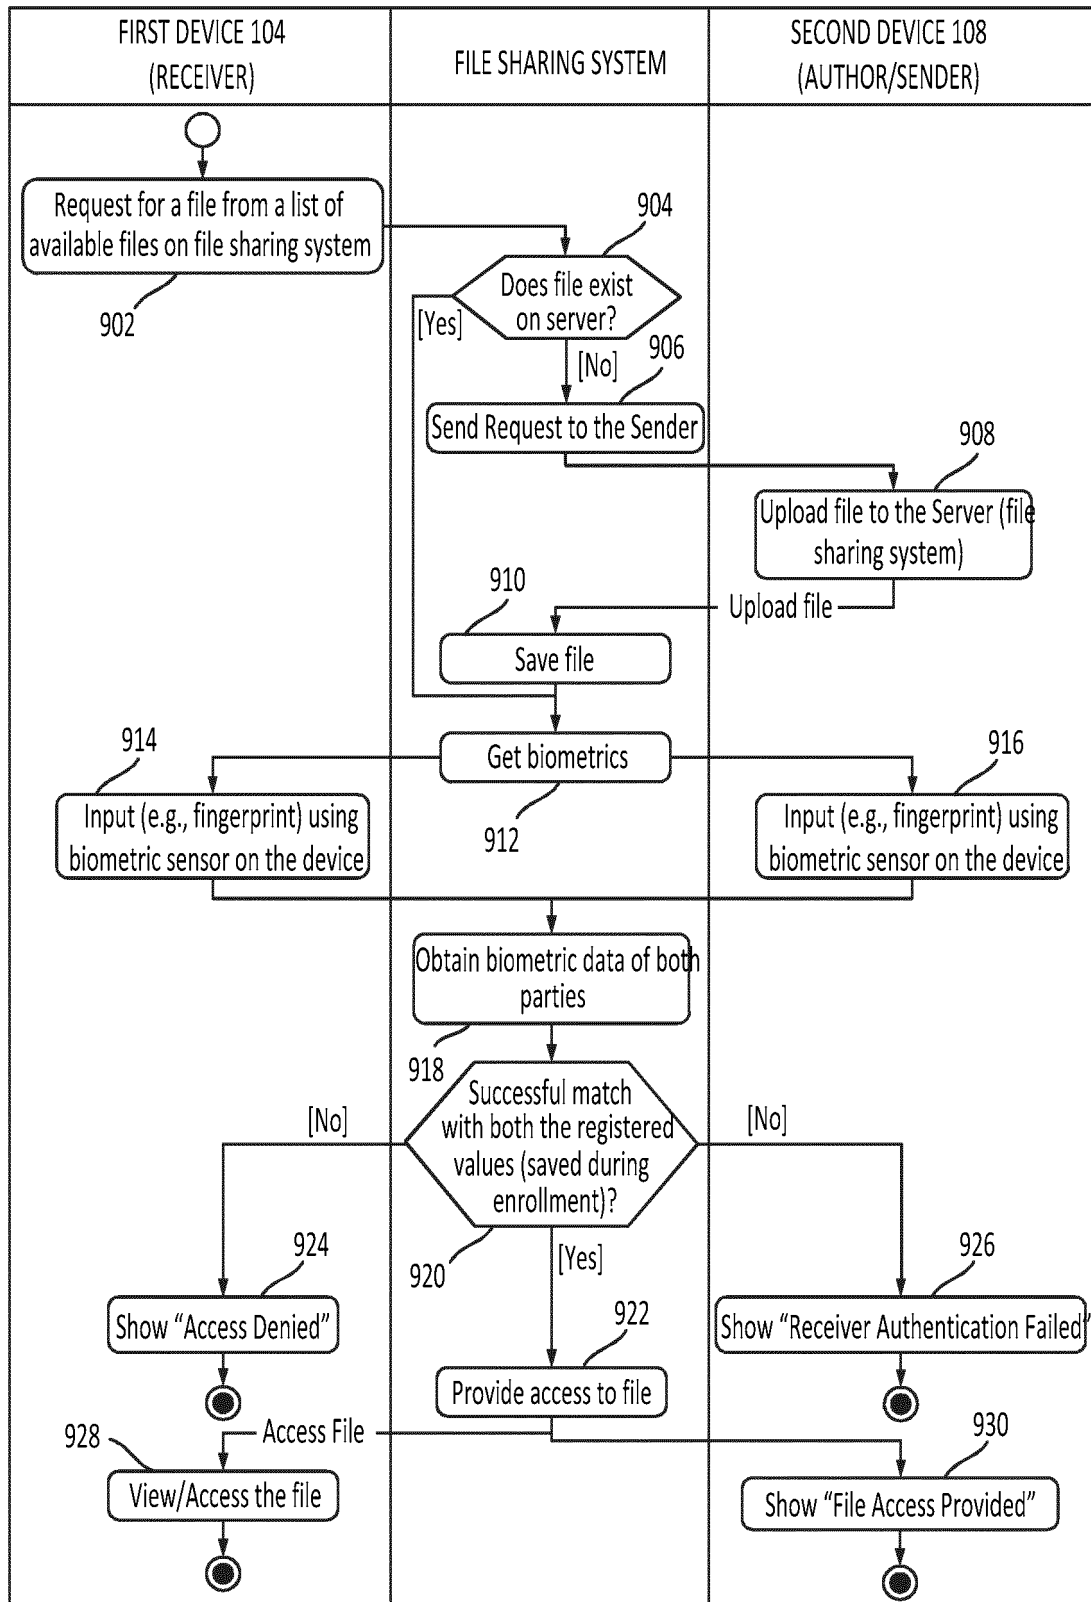 FIRST DEVICE 104
(RECEIVER)
FILE SHARING SYSTEM
SECOND DEVICE 108
(AUTHOR/SENDER)
Request for a file from a list of
available files on file sharing system
902
904
Does file exist
on server?
[Yes]
[No]
906
Send Request to the Sender
908
Upload file to the Server (file
sharing system)
Upload file
910
Save file
Get biometrics
912
914
Input (e.g., fingerprint) using
biometric sensor on the device
916
Input (e.g., fingerprint) using
biometric sensor on the device
Obtain biometric data of both
parties
918
Successful match
with both the registered
values (saved during
enrollment)?
920
[No]
[No]
[Yes]
924
Show “Access Denied”
922
Provide access to file
926
Show “Receiver Authentication Failed”
Access File
928
View/Access the file
930
Show “File Access Provided”